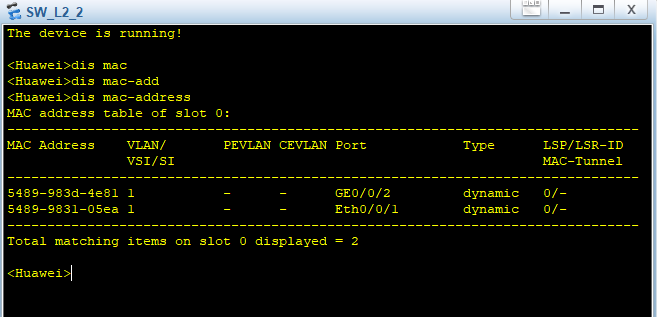 SW_L2_2
X
The device is running!
<Huawei>dis mac
<Huawei>dis mac-add
<Huawei>dis mac-address
MAC address table of slot 0:
-------------------------------------------------------------------------------
MAC Address    VLAN/       PEVLAN CEVLAN Port            Type      LSP/LSR-ID
               VSI/SI                                              MAC-Tunnel
-------------------------------------------------------------------------------
5489-983d-4e81 1           -      -      GE0/0/2         dynamic   0/-
5489-9831-05ea 1           -      -      Eth0/0/1        dynamic   0/-
-------------------------------------------------------------------------------
Total matching items on slot 0 displayed = 2
<Huawei>